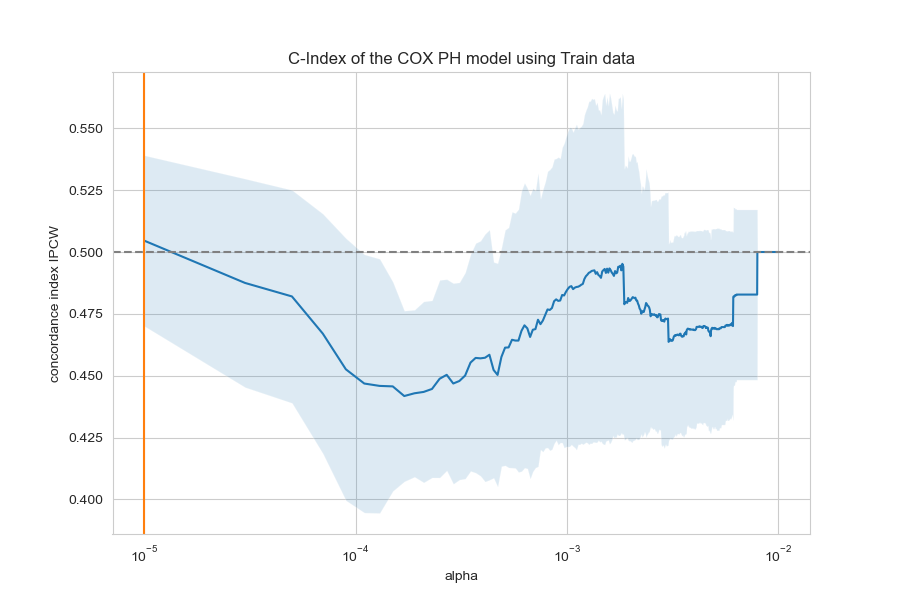 C-Index of the COX PH model using Train data
concordance index IPCW
0.550
0.525
0.500
0.475
0.450
0.425
0.400
10⁻⁵ 10⁻⁴ 10⁻³ 10⁻²
alpha